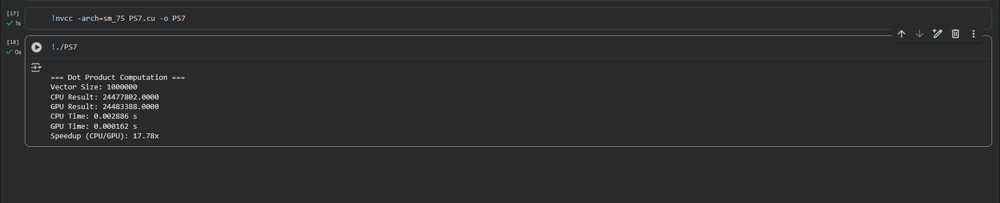 [17]
1s
!nvcc -arch=sm_75 PS7.cu -o PS7
[18]
0s
!./PS7
=== Dot Product Computation ===
Vector Size: 1000000
CPU Result: 24477802.0000
GPU Result: 24483388.0000
CPU Time: 0.002886 s
GPU Time: 0.000162 s
Speedup (CPU/GPU): 17.78x